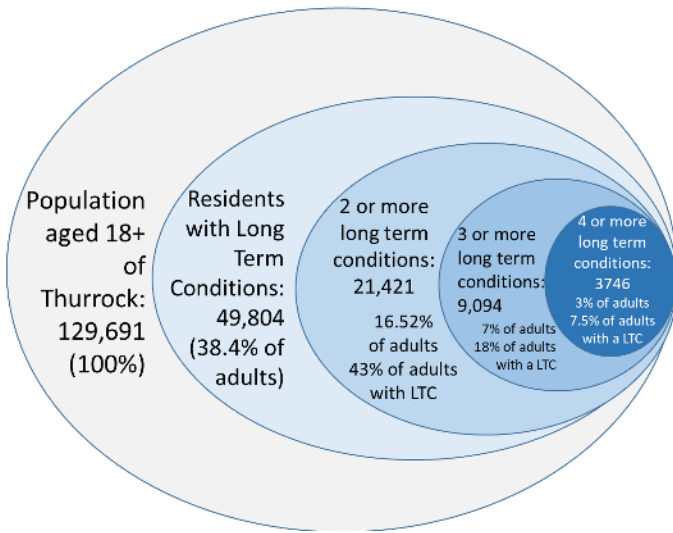 Population
aged 18+
of
Thurrock:
129,691
(100%)
Residents
with Long
Term
Conditions:
49,804
(38.4% of
adults)
2 or more
long term
conditions:
21,421
16.52%
of adults
43% of adults
with LTC
3 or more
long term
conditions:
9,094
7% of adults
18% of adults
with a LTC
4 or more
long term
conditions:
3746
3% of adults
7.5% of adults
with a LTC